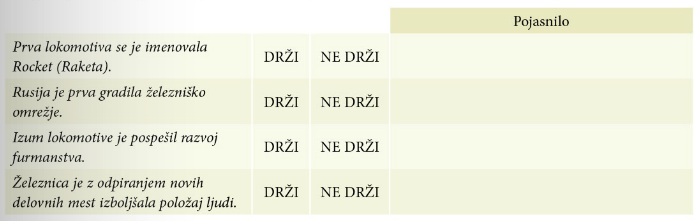 Pojasnilo
Prva lokomotiva se je imenovala
Rocket (Raketa).
DRŽI
NE DRŽI
Rusija je prva gradila železniško
omrežje.
DRŽI
NE DRŽI
Izum lokomotive je pospešil razvoj
furmanstva.
DRŽI
NE DRŽI
Železnica je z odpiranjem novih
delovnih mest izboljšala položaj ljudi.
DRŽI
NE DRŽI